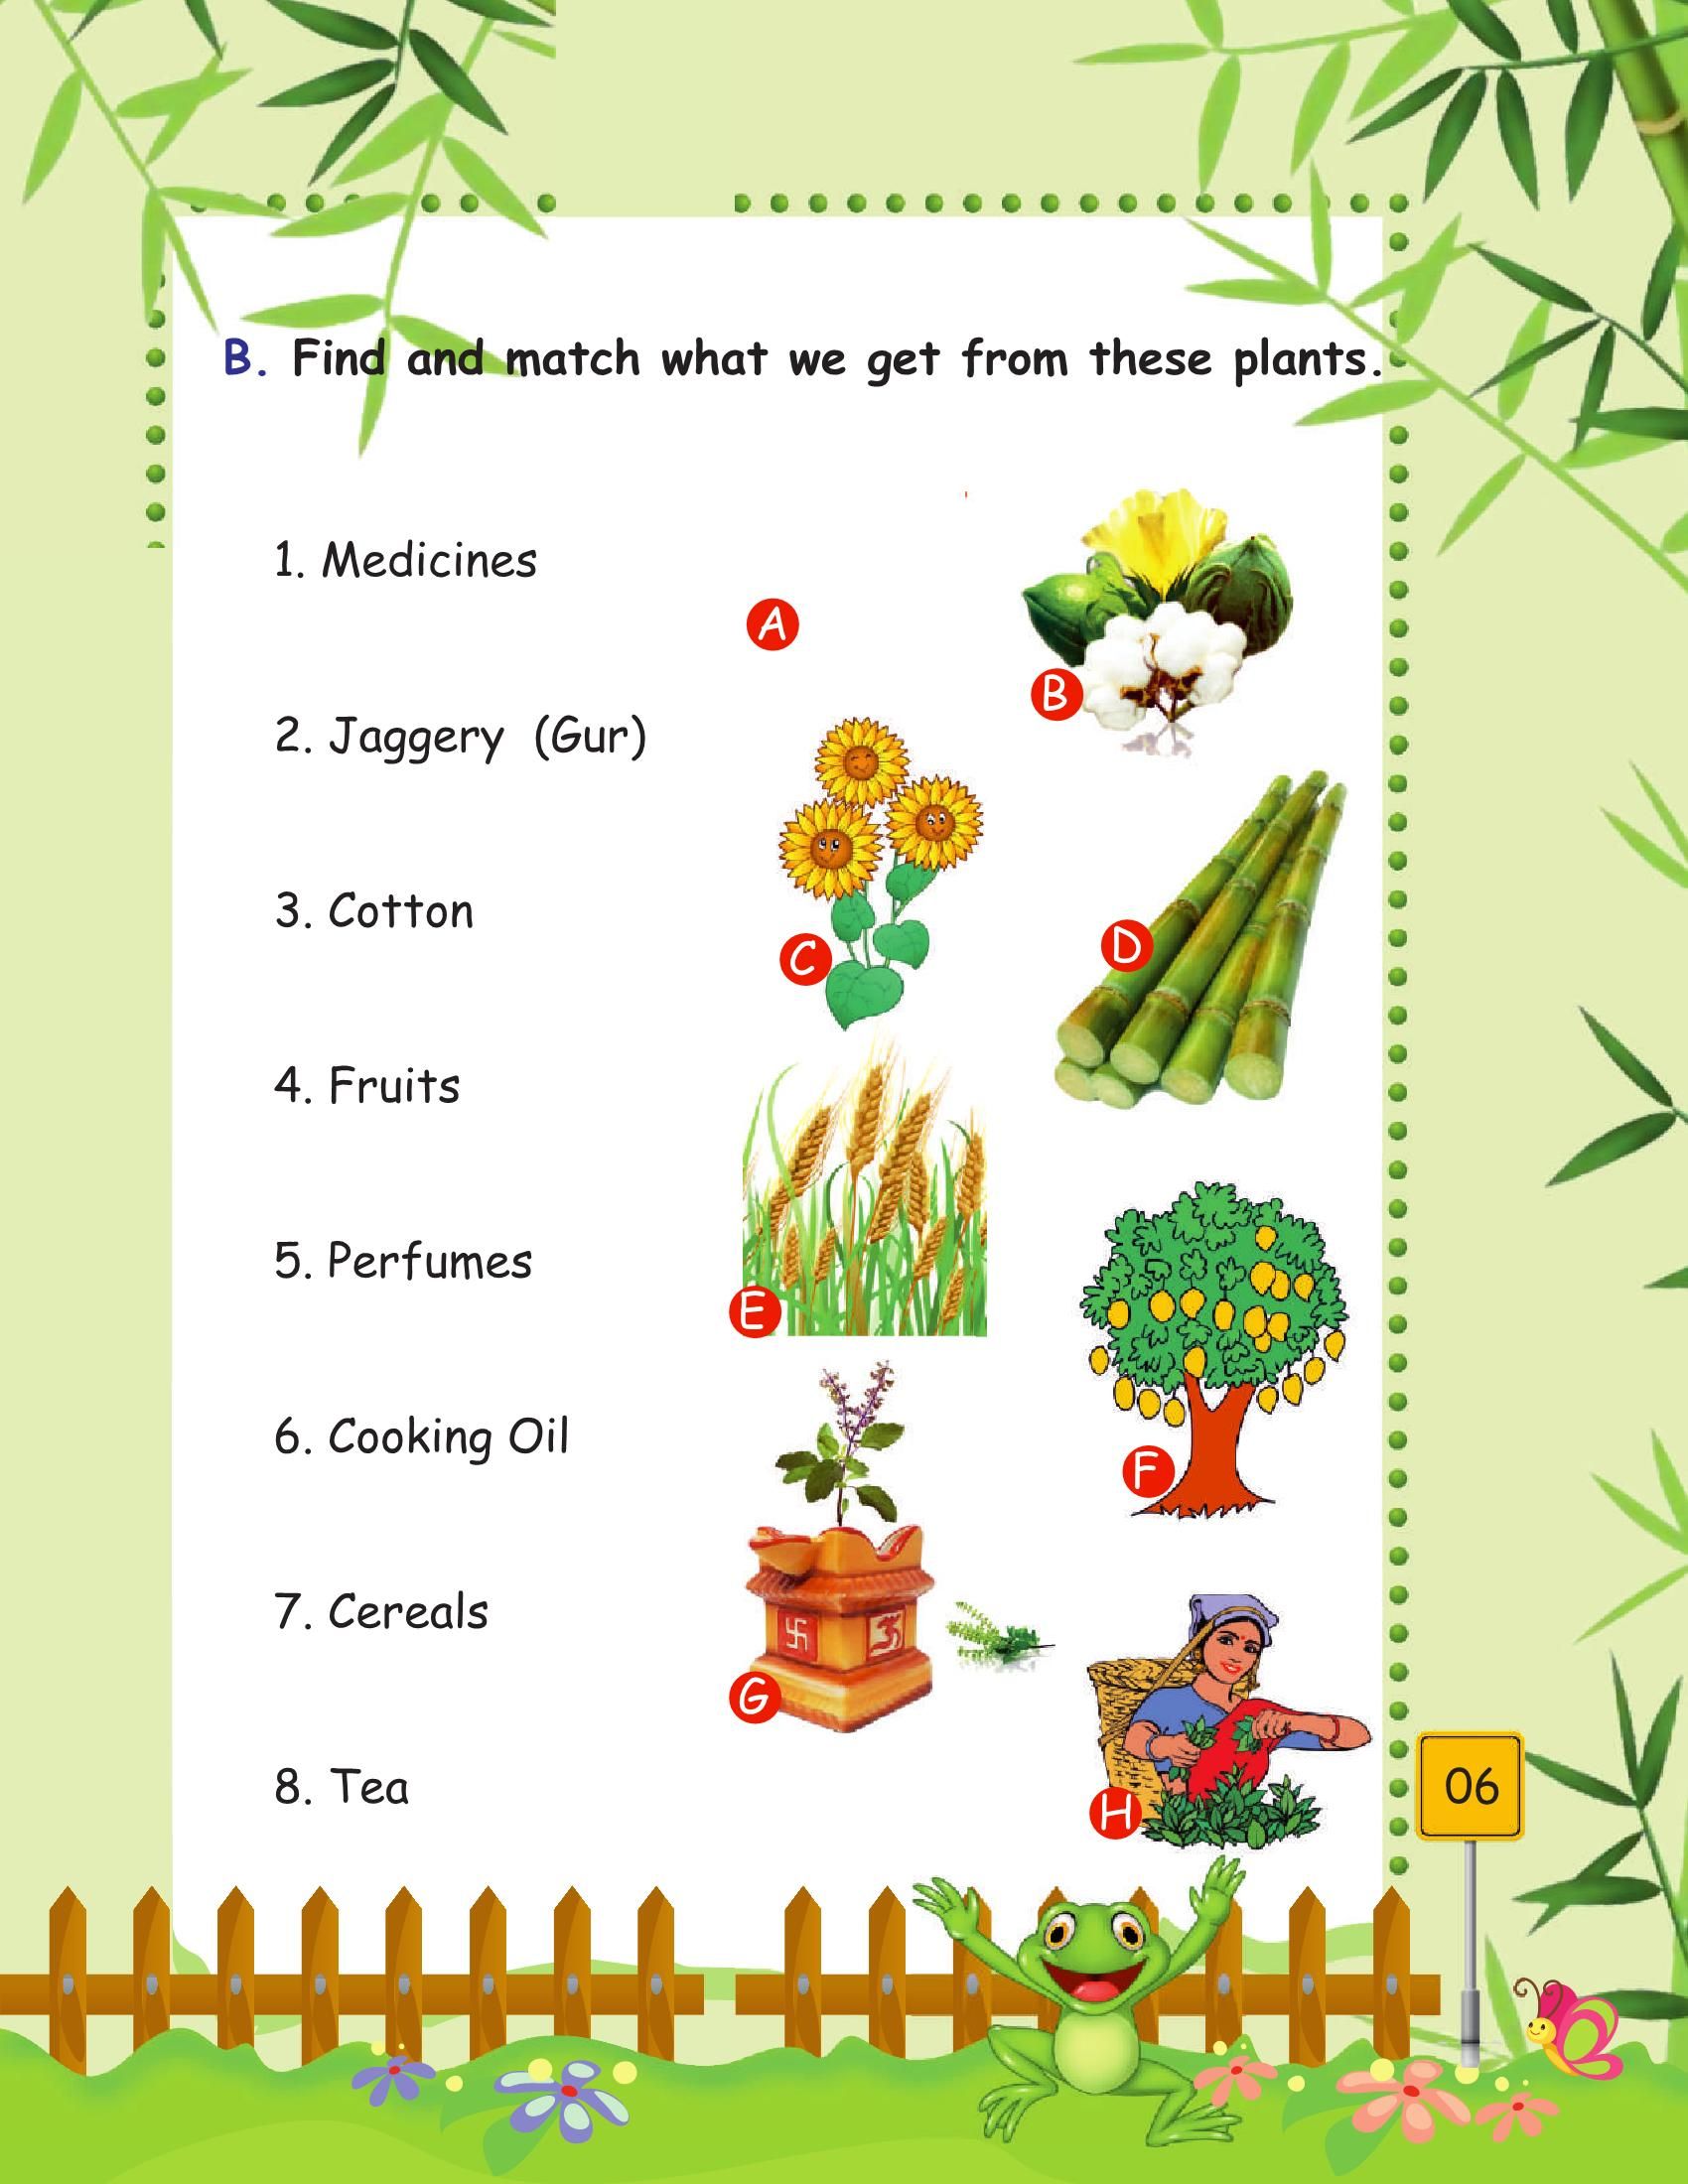 B. Find and match what we get from these plants.
1. Medicines
A
B
2. Jaggery (Gur)
3. Cotton
C
D
4. Fruits
5. Perfumes
E
6. Cooking Oil
F
7. Cereals
G
8. Tea
H
06